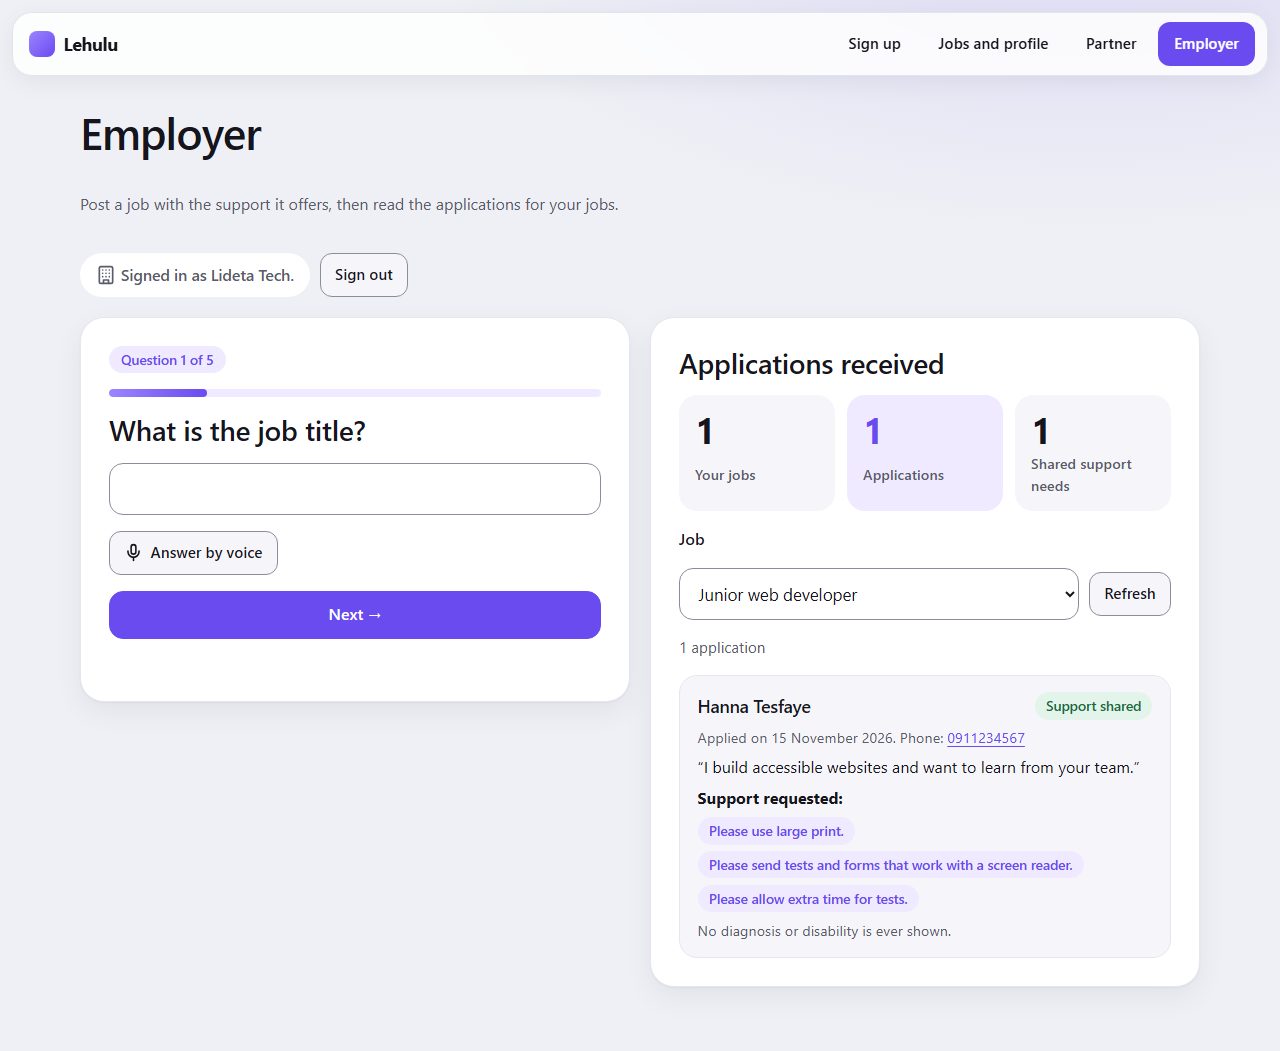 Lehulu
Sign up
Jobs and profile
Partner
Employer
Employer
Post a job with the support it offers, then read the applications for your jobs.
Signed in as Lideta Tech.
Sign out
Question 1 of 5
What is the job title?
Answer by voice
Next →
Applications received
1
Your jobs
1
Applications
1
Shared support
needs
Job
Junior web developer
Refresh
1 application
Hanna Tesfaye
Support shared
Applied on 15 November 2026. Phone: 0911234567
“I build accessible websites and want to learn from your team.”
Support requested:
Please use large print.
Please send tests and forms that work with a screen reader.
Please allow extra time for tests.
No diagnosis or disability is ever shown.